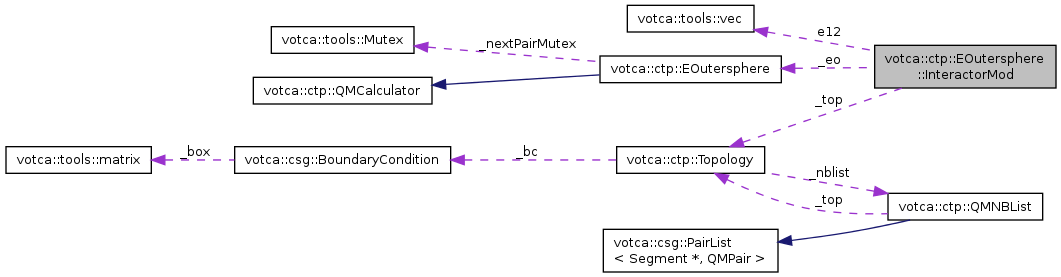 votca::tools::vec
e12
votca::tools::Mutex
_nextPairMutex
votca::ctp::EOutersphere
::InteractorMod
_eo
votca::ctp::EOutersphere
votca::ctp::QMCalculator
_top
votca::tools::matrix
_box
votca::csg::BoundaryCondition
_bc
votca::ctp::Topology
_nblist
_top
votca::ctp::QMNBList
votca::csg::PairList
< Segment *, QMPair >